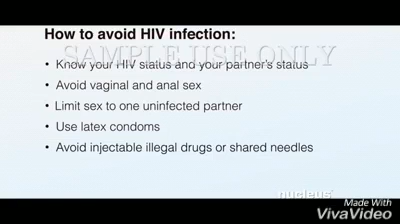 How to avoid HIV infection:
SAMPLE USE ONLY
• Know your HIV status and your partner's status
• Avoid vaginal and anal sex
• Limit sex to one uninfected partner
• Use latex condoms
• Avoid injectable illegal drugs or shared needles
nucleus
Made With
VivaVideo